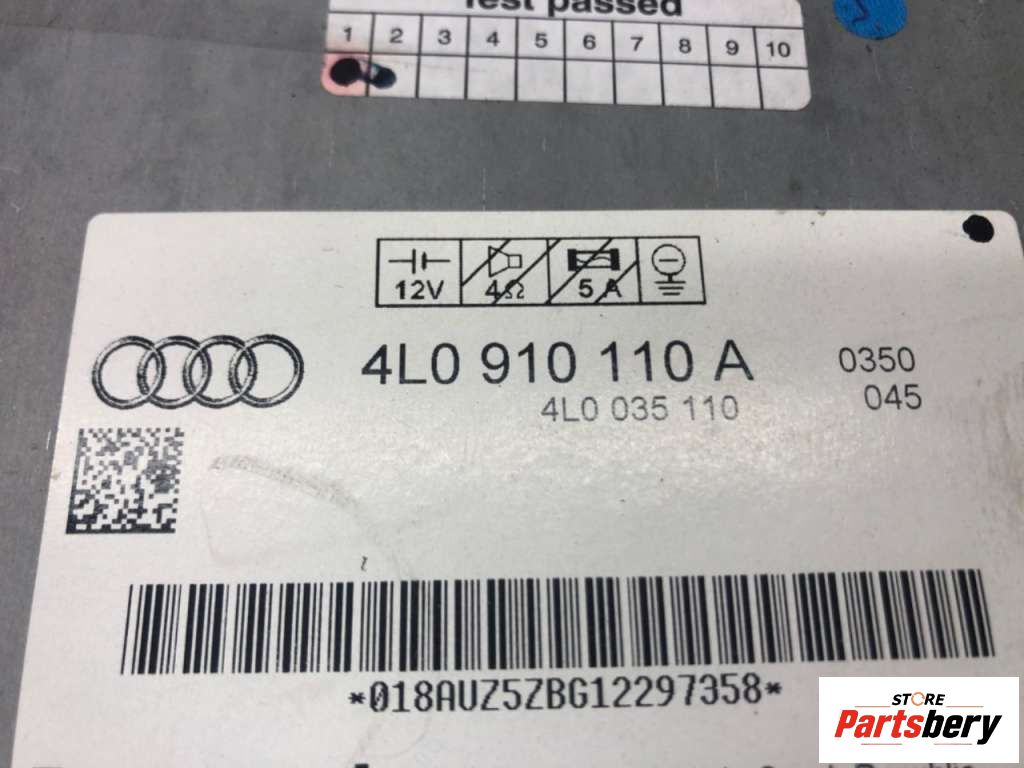 Test passed
1 2 3 4 5 6 7 8 9 10
12V 4Ω 5 A
4L0 910 110 A 0350
4L0 035 110 045
*018AUZ5ZBG12297358*
STORE
Partsbery